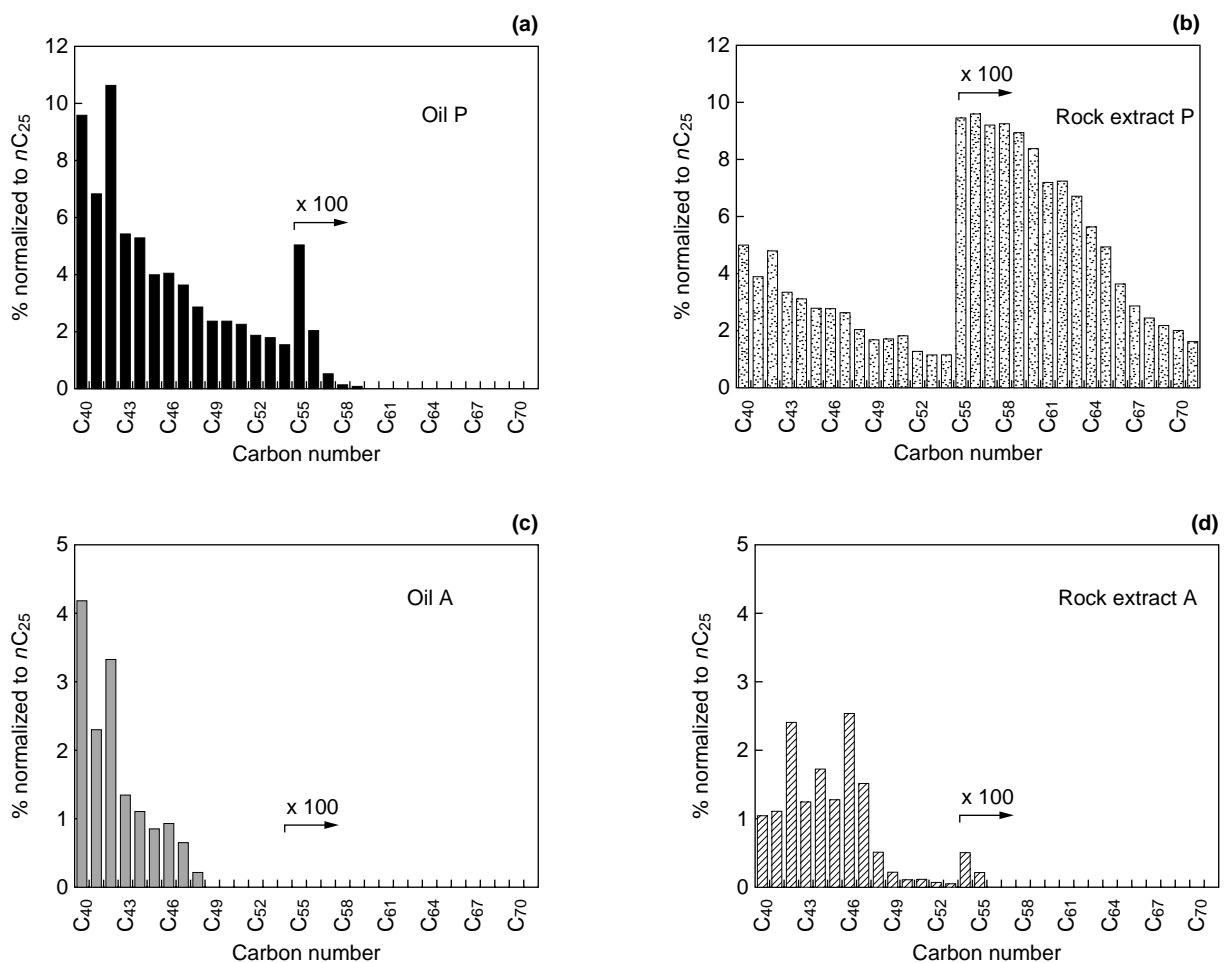 (a)
12
10
8
6
4
2
0
% normalized to nC25
Oil P
x 100
C40 C43 C46 C49 C52 C55 C58 C61 C64 C67 C70
Carbon number
(b)
12
10
8
6
4
2
0
% normalized to nC25
x 100
Rock extract P
C40 C43 C46 C49 C52 C55 C58 C61 C64 C67 C70
Carbon number
(c)
5
4
3
2
1
0
% normalized to nC25
Oil A
x 100
C40 C43 C46 C49 C52 C55 C58 C61 C64 C67 C70
Carbon number
(d)
5
4
3
2
1
0
% normalized to nC25
Rock extract A
x 100
C40 C43 C46 C49 C52 C55 C58 C61 C64 C67 C70
Carbon number